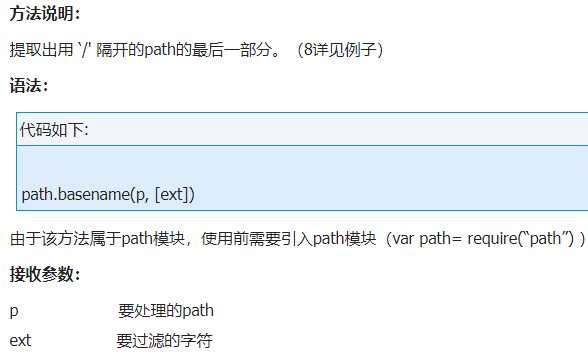 方法说明：
提取出用 `/' 隔开的path的最后一部分。（8详见例子）
语法：
代码如下:
path.basename(p, [ext])
由于该方法属于path模块，使用前需要引入path模块（var path= require(“path”) ）
接收参数：
p 要处理的path
ext 要过滤的字符